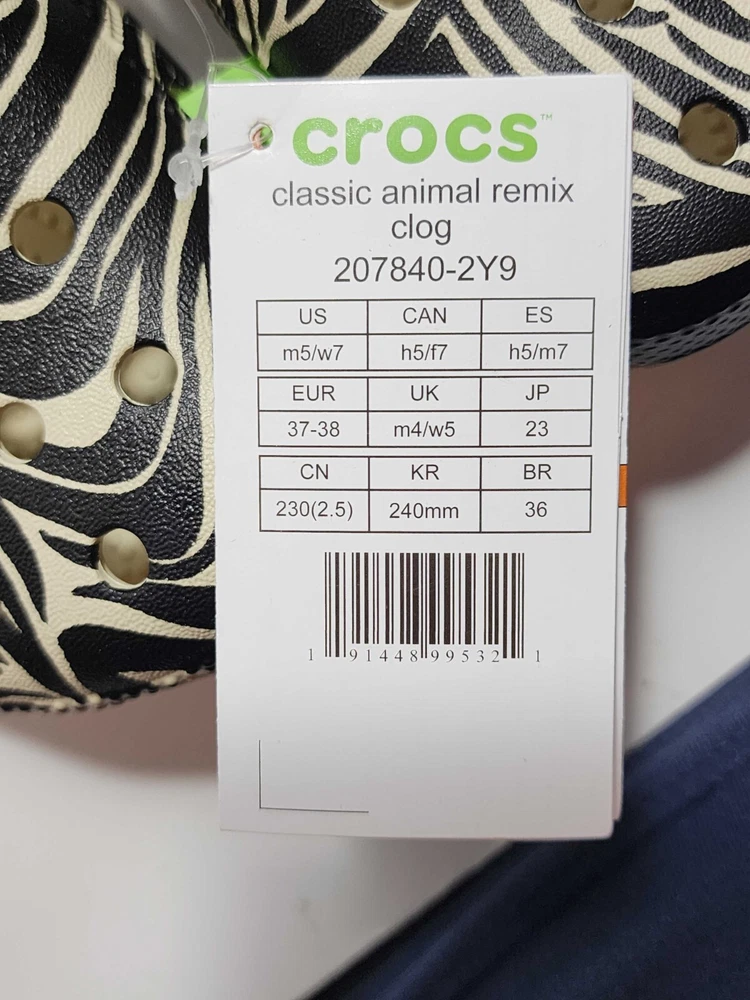 crocs™
classic animal remix
clog
207840-2Y9
US CAN ES
m5/w7 h5/f7 h5/m7
EUR UK JP
37-38 m4/w5 23
CN KR BR
230(2.5) 240mm 36
1 91448 99532 1